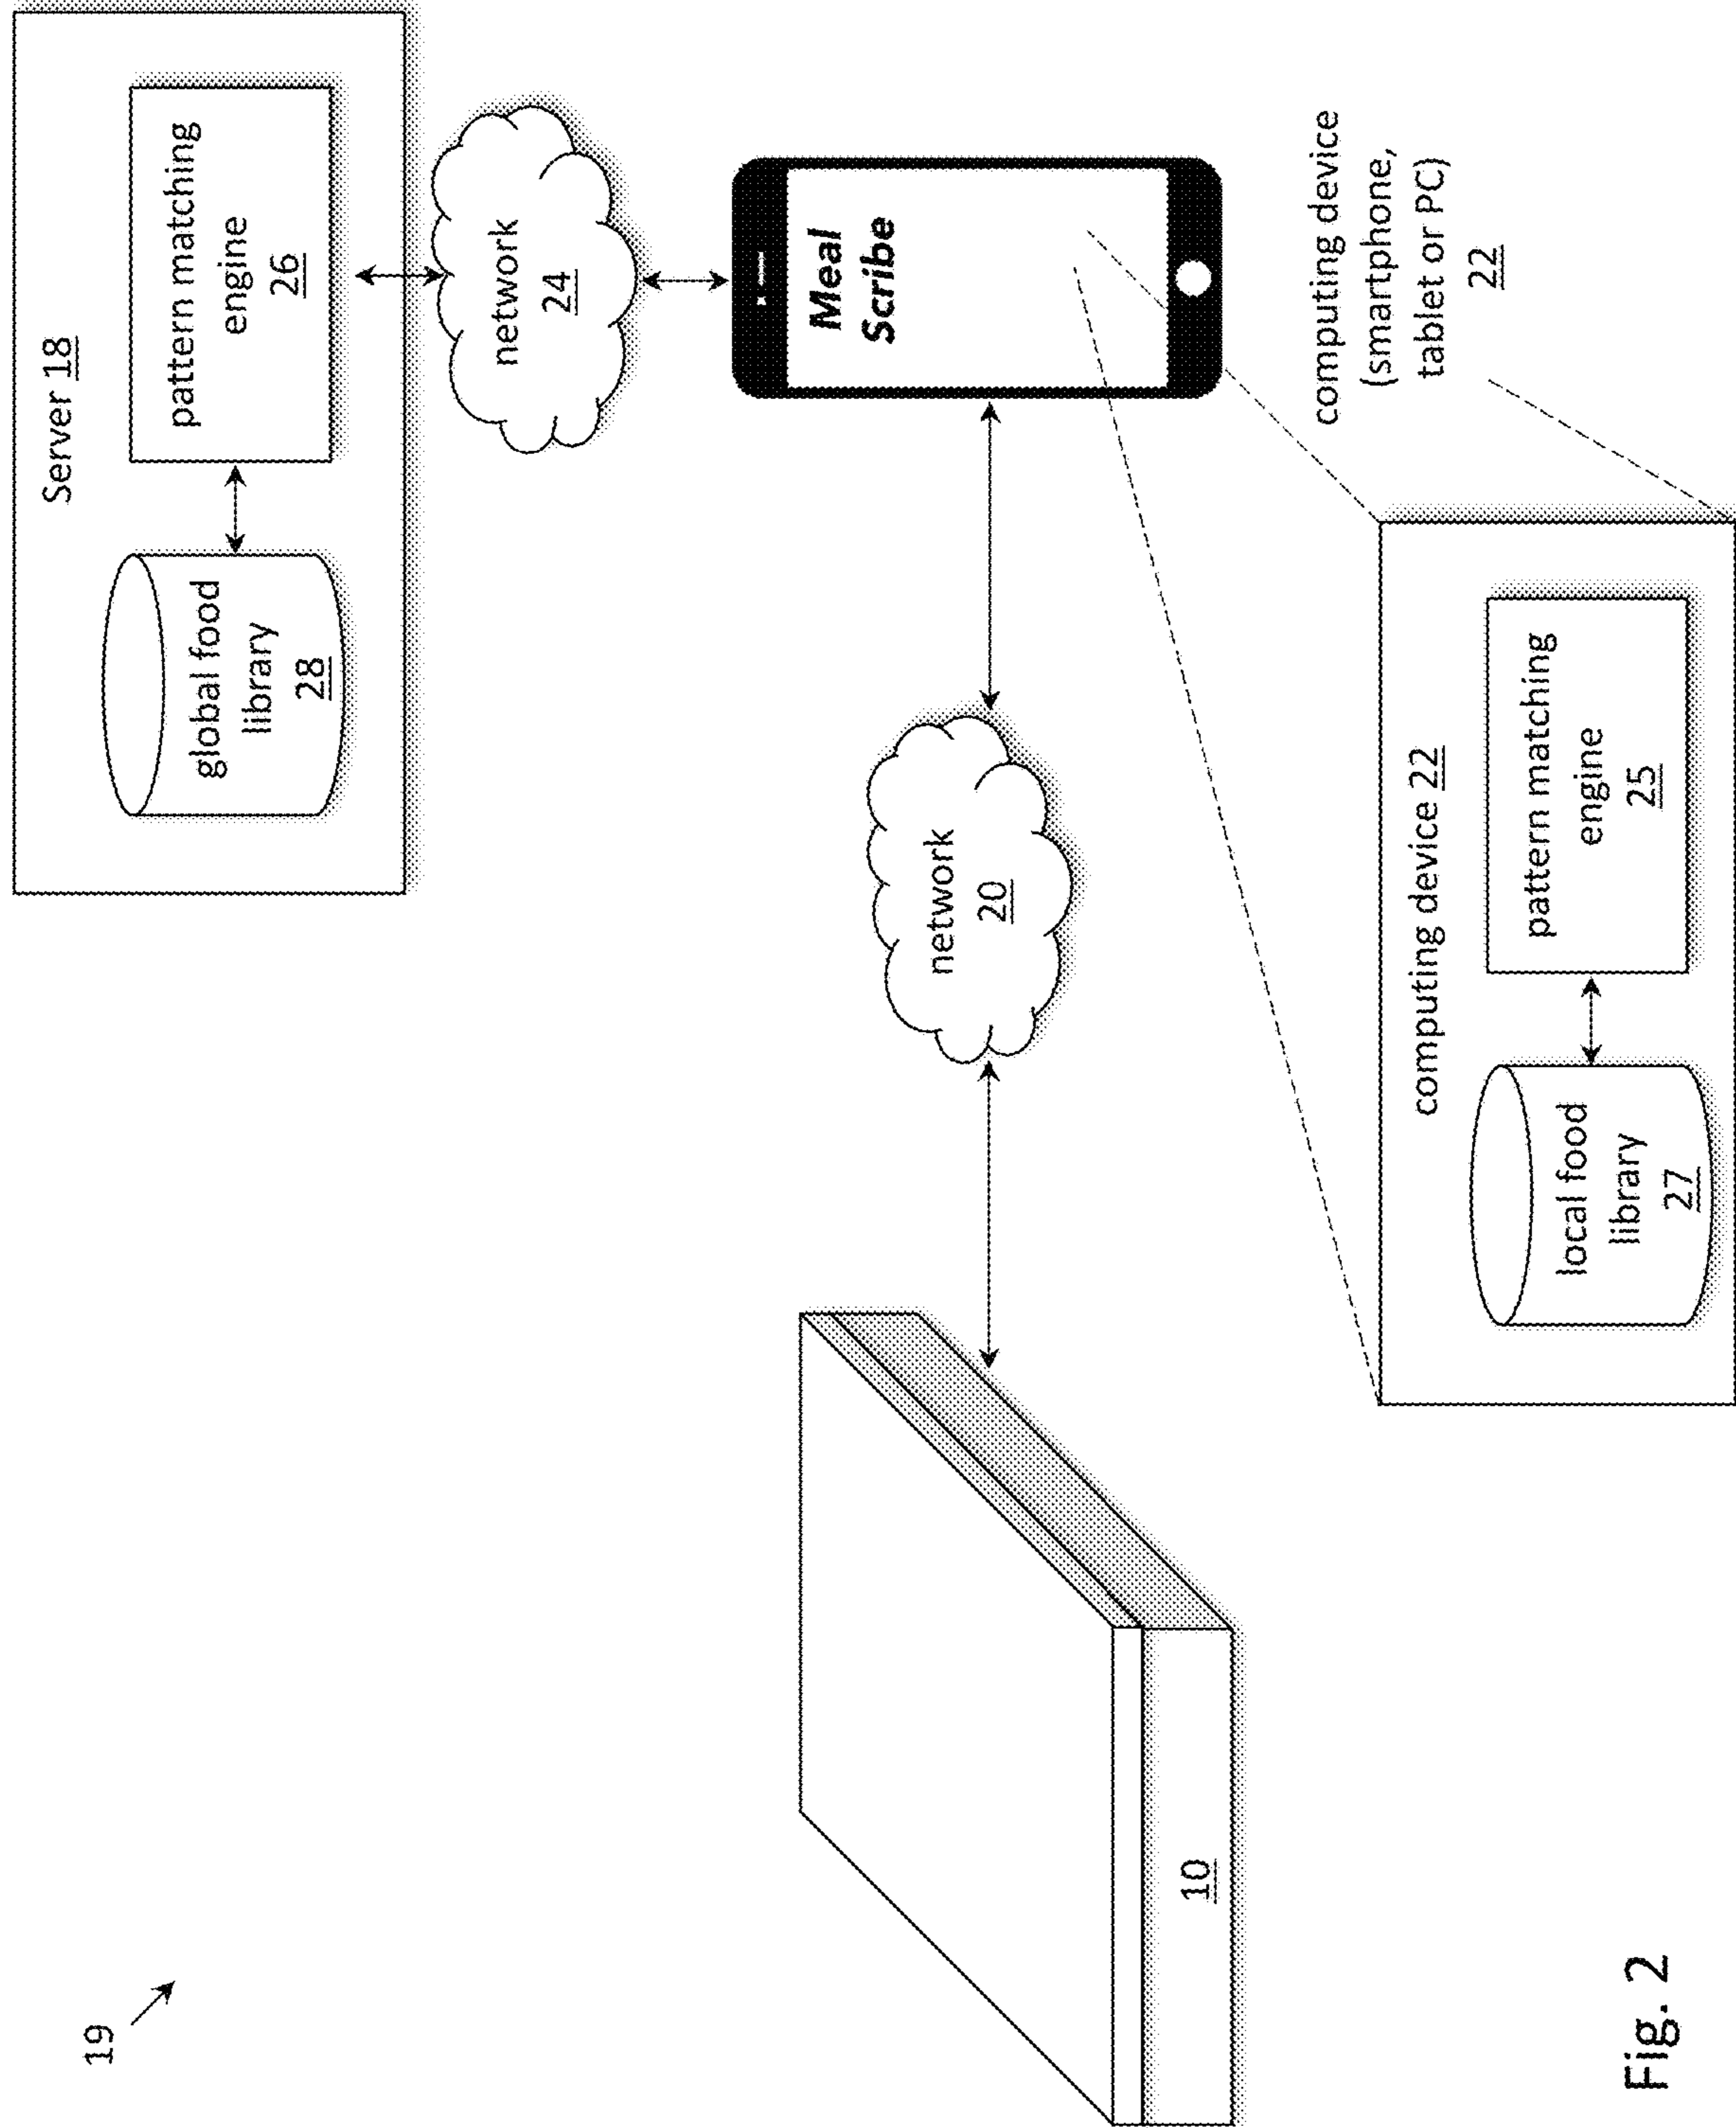 19
Server 18
global food
library
28
pattern matching
engine
26
network
24
10
network
20
Meal
Scribe
computing device
(smartphone,
tablet or PC)
22
computing device 22
local food
library
27
pattern matching
engine
25
Fig. 2